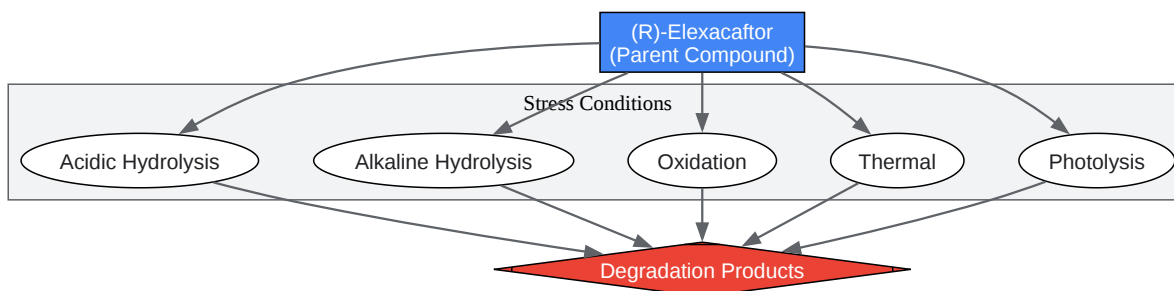 (R)-Elexacaftor
(Parent Compound)
Stress Conditions
Acidic Hydrolysis
Alkaline Hydrolysis
Oxidation
Thermal
Photolysis
Degradation Products